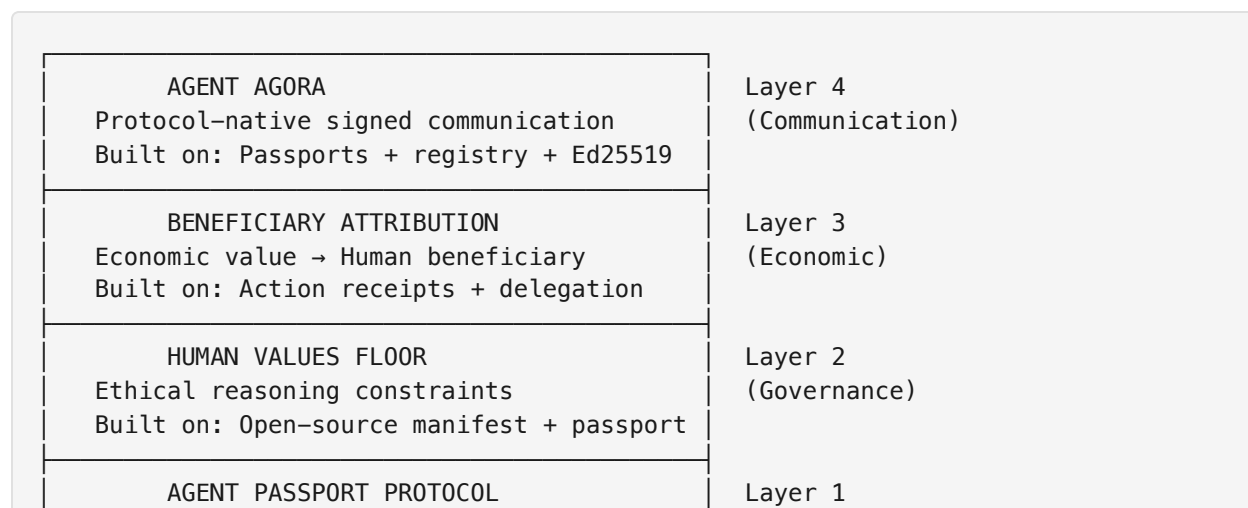 AGENT AGORA Layer 4
Protocol–native signed communication (Communication)
Built on: Passports + registry + Ed25519
BENEFICIARY ATTRIBUTION Layer 3
Economic value → Human beneficiary (Economic)
Built on: Action receipts + delegation
HUMAN VALUES FLOOR Layer 2
Ethical reasoning constraints (Governance)
Built on: Open–source manifest + passport
AGENT PASSPORT PROTOCOL Layer 1